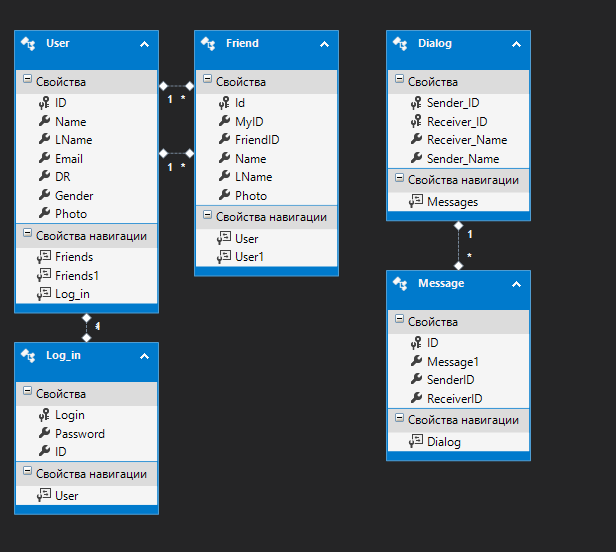 User
Свойства
ID
Name
LName
Email
DR
Gender
Photo
Свойства навигации
Friends
Friends1
Log_in
1 *
1 *
Friend
Свойства
Id
MyID
FriendID
Name
LName
Photo
Свойства навигации
User
User1
Dialog
Свойства
Sender_ID
Receiver_ID
Receiver_Name
Sender_Name
Свойства навигации
Messages
1
*
Log_in
Свойства
Login
Password
ID
Свойства навигации
User
Message
Свойства
ID
Message1
SenderID
ReceiverID
Свойства навигации
Dialog